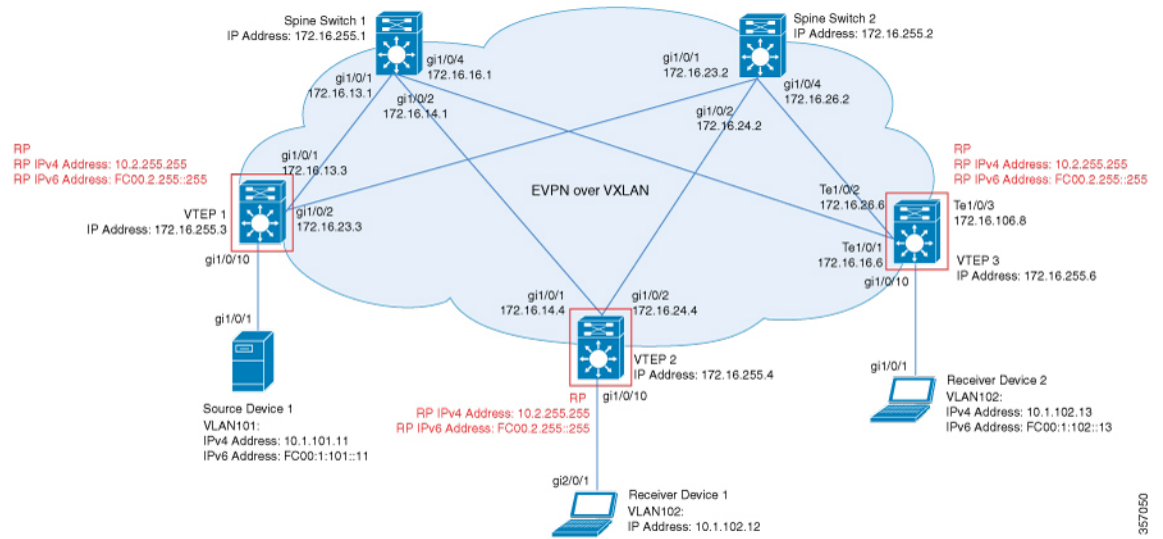 Spine Switch 1
IP Address: 172.16.255.1
Spine Switch 2
IP Address: 172.16.255.2
gi1/0/4
172.16.16.1
gi1/0/1
172.16.13.1
gi1/0/2
172.16.14.1
gi1/0/1
172.16.23.2
gi1/0/4
172.16.26.2
gi1/0/2
172.16.24.2
RP
RP IPv4 Address: 10.2.255.255
RP IPv6 Address: FC00.2.255::255
gi1/0/1
172.16.13.3
RP
RP IPv4 Address: 10.2.255.255
RP IPv6 Address: FC00.2.255::255
EVPN over VXLAN
VTEP 1
IP Address: 172.16.255.3
gi1/0/2
172.16.23.3
gi1/0/10
Te1/0/2
172.16.26.6
Te1/0/3
172.16.106.8
Te1/0/1
172.16.16.6
VTEP 3
IP Address: 172.16.255.6
gi1/0/10
gi1/0/1
172.16.14.4
gi1/0/2
172.16.24.4
gi1/0/1
VTEP 2
IP Address: 172.16.255.4
gi1/0/10
RP
RP IPv4 Address: 10.2.255.255
RP IPv6 Address: FC00.2.255::255
gi1/0/1
Receiver Device 2
VLAN102:
IPv4 Address: 10.1.102.13
IPv6 Address: FC00:1:102::13
Source Device 1
VLAN101:
IPv4 Address: 10.1.101.11
IPv6 Address: FC00:1:101::11
gi2/0/1
Receiver Device 1
VLAN102:
IP Address: 10.1.102.12
357050